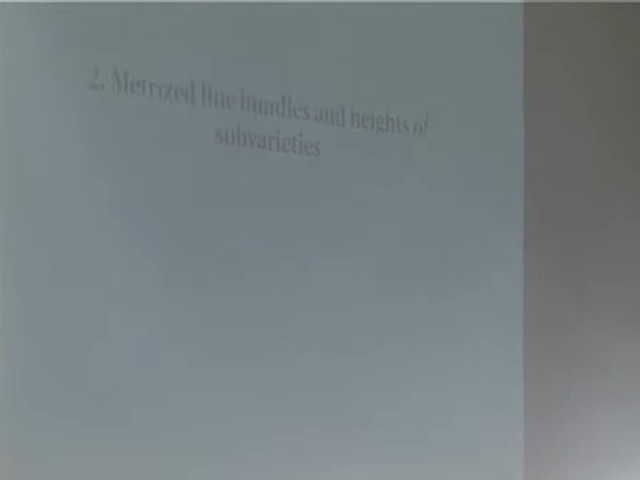 2. Metrized line bundles and heights of
subvarieties